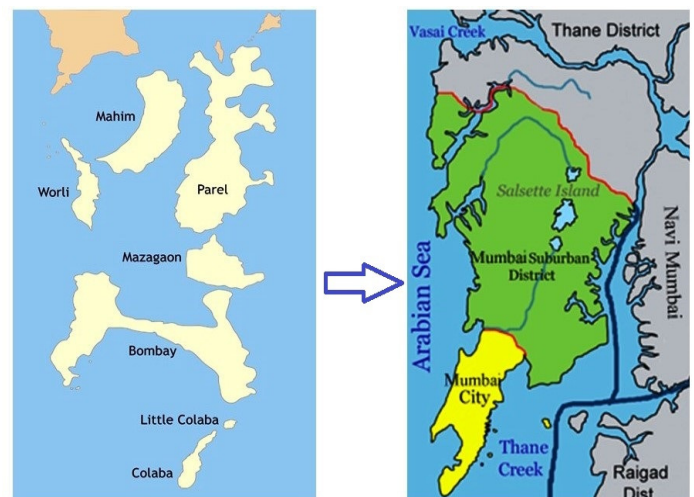 Mahim
Worli
Parel
Mazagaon
Bombay
Little Colaba
Colaba
Vasai Creek
Thane District
Salsette Island
Navi Mumbai
Arabian Sea
Mumbai Suburban
District
Mumbai
City
Thane
Creek
Raigad
Dist